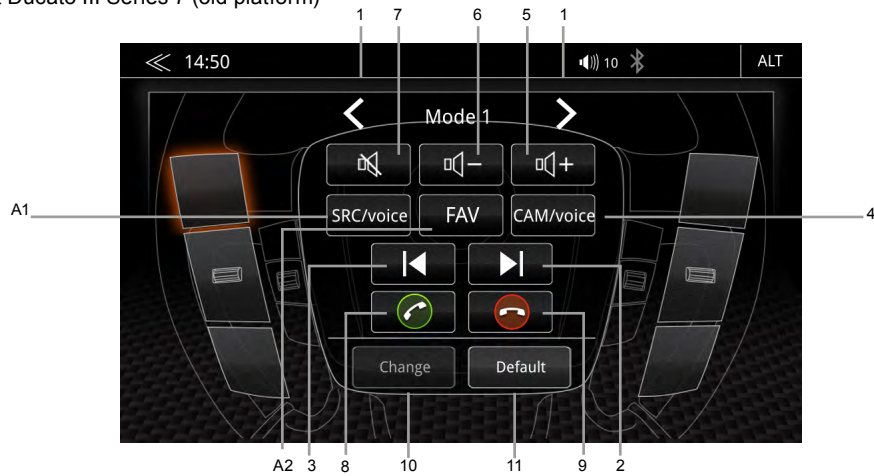 Ducato III Series 7 (old platform)
1 7 6 5 1
14:50 10 ALT
Mode 1
A1 SRC/voice FAV CAM/voice 4
Change Default
A2 3 8 10 11 9 2